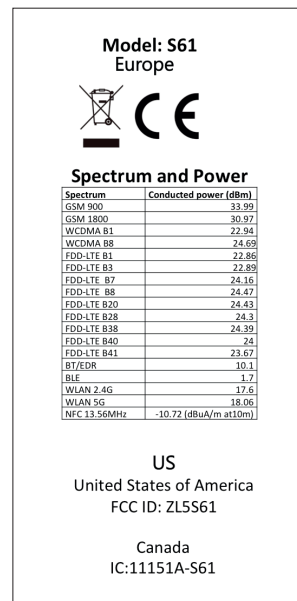 Model: S61
Europe
CE
Spectrum and Power
Spectrum Conducted power (dBm)
GSM 900 33.99
GSM 1800 30.97
WCDMA B1 22.94
WCDMA B8 24.69
FDD-LTE B1 22.86
FDD-LTE B3 22.89
FDD-LTE B7 24.16
FDD-LTE B8 24.47
FDD-LTE B20 24.43
FDD-LTE B28 24.3
FDD-LTE B38 24.39
FDD-LTE B40 24
FDD-LTE B41 23.67
BT/EDR 10.1
BLE 1.7
WLAN 2.4G 17.6
WLAN 5G 18.06
NFC 13.56MHz -10.72 (dBuA/m at10m)
US
United States of America
FCC ID: ZL5S61
Canada
IC:11151A-S61